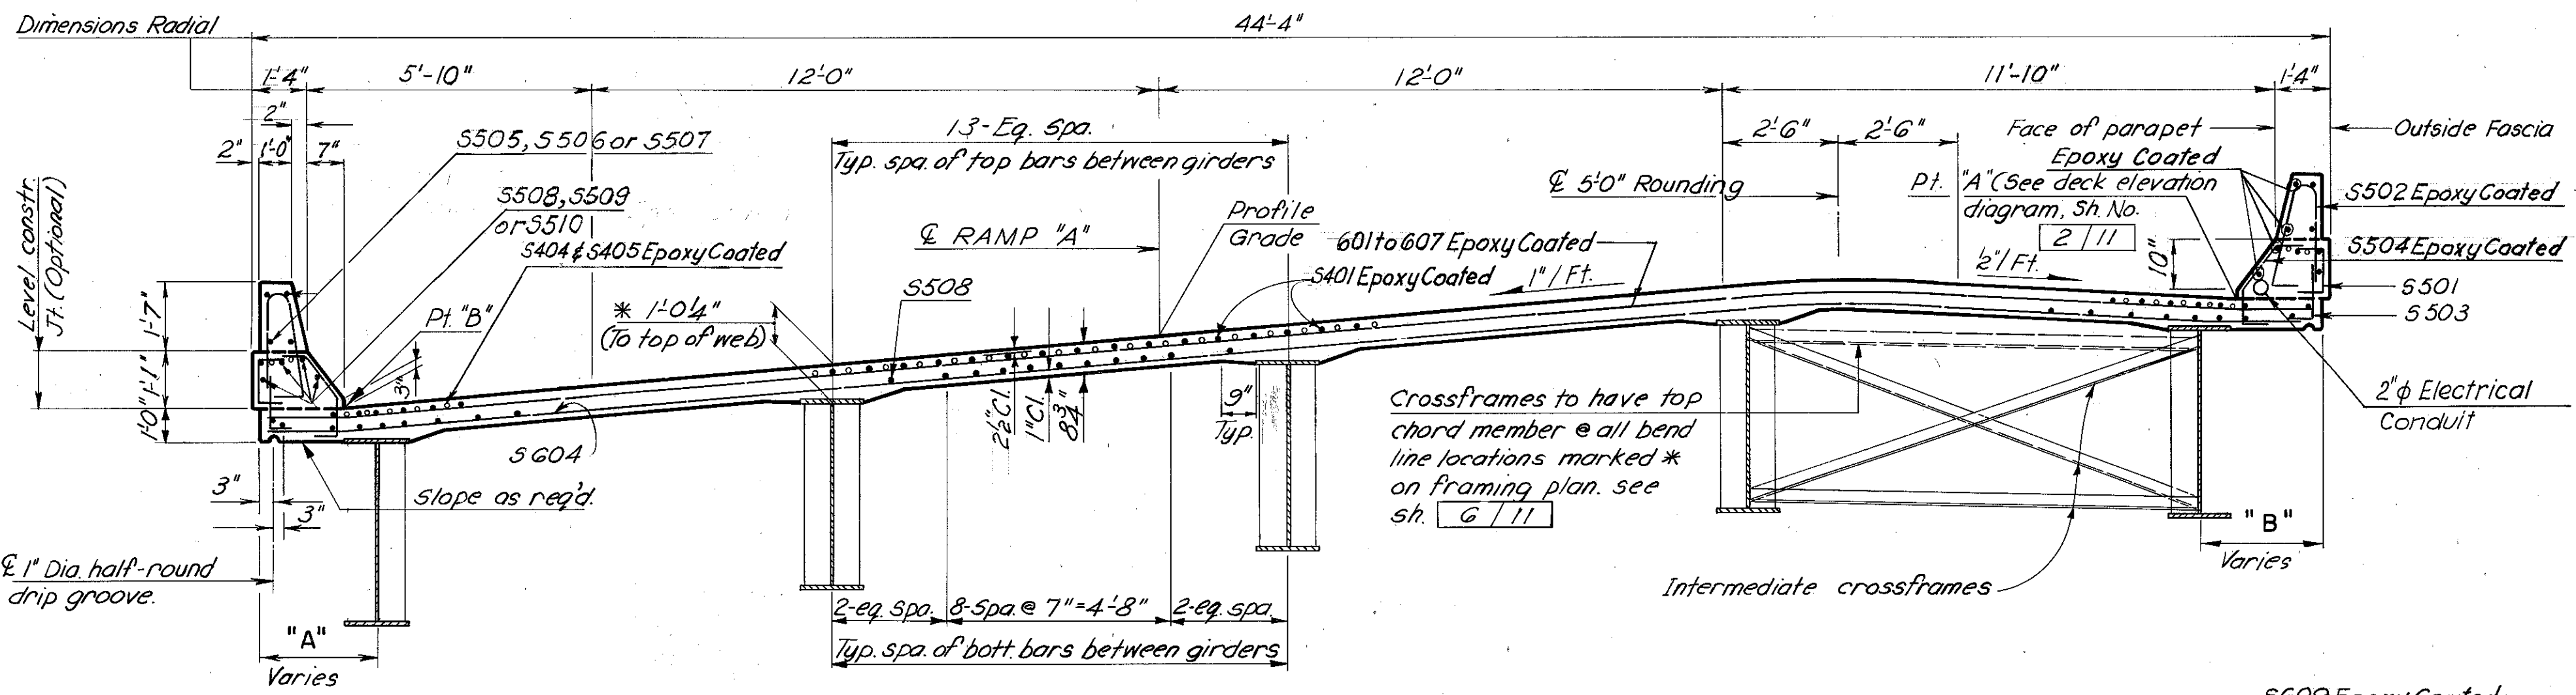 Dimensions Radial
44'-4"
1'-4"
5'-10"
12'-0"
12'-0"
11'-10"
1'-4"
2"
2"
1'-0"
7"
S505, S506 or S507
13-Eq. Spa.
Typ. spa. of top bars between girders
2'-6"
2'-6"
Face of parapet
Outside Fascia
Epoxy Coated
Level constr.
Jt. (Optional)
S508, S509
or S510
S404 & S405 Epoxy Coated
℄ RAMP "A"
Profile
Grade
℄ 5'-0" Rounding
Pt. "A" (See deck elevation
diagram, Sh. No.
2 / 11
S502 Epoxy Coated
S504 Epoxy Coated
S501
S503
10"
601 to 607 Epoxy Coated
S401 Epoxy Coated
1"/Ft.
½"/Ft.
S508
* 1'-0¼"
(To top of web)
Pt. "B"
1'-7"
1'-1"
1'-0"
3"
2½" Cl.
1" Cl.
8¾"
9"
Typ.
Crossframes to have top
chord member @ all bend
line locations marked *
on framing plan. see
sh. 6 / 11
2" ϕ Electrical
Conduit
S604
Slope as req'd.
3"
3"
℄ 1" Dia. half-round
drip groove.
"A"
Varies
2-eq. spa.
8-Spa. @ 7"=4'-8"
2-eq. spa.
Typ. spa. of bott. bars between girders
Intermediate crossframes
"B"
Varies